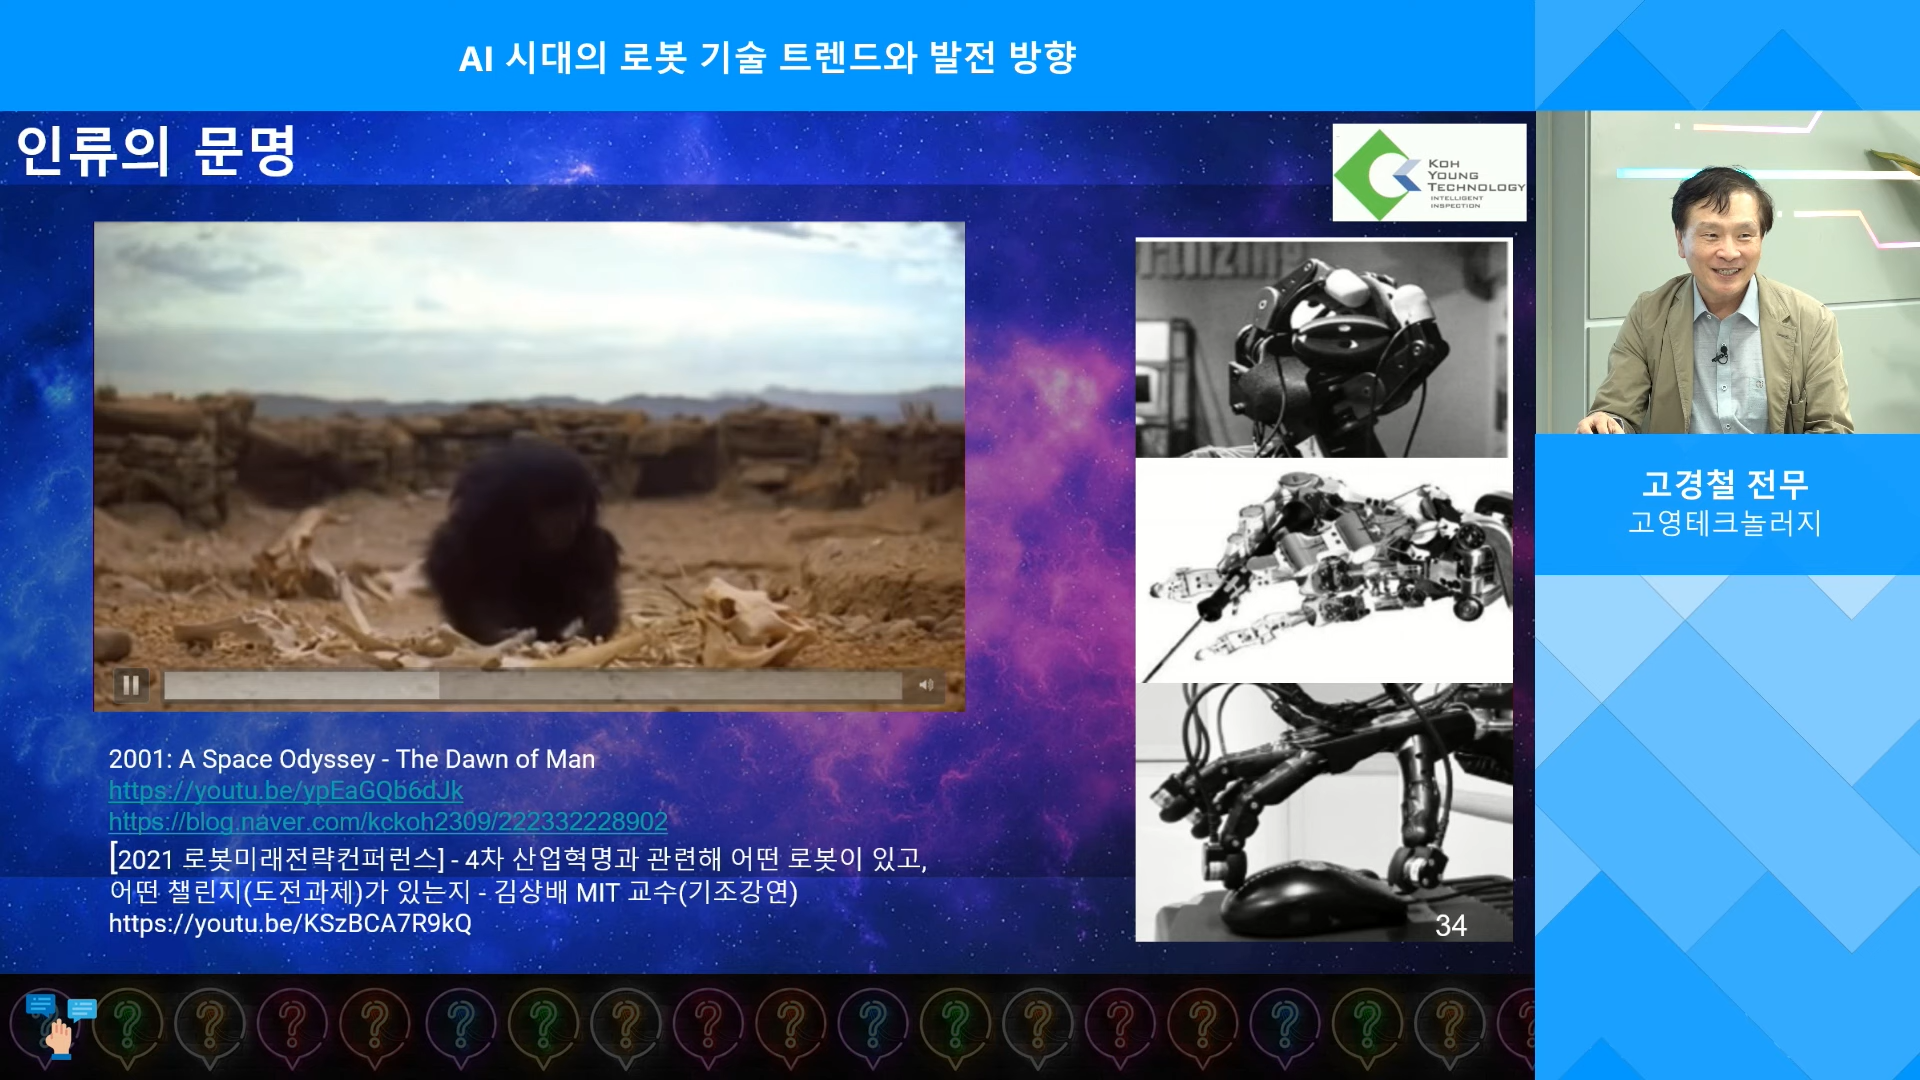 AI 시대의 로봇 기술 트렌드와 발전 방향
인류의 문명
KOH
YOUNG
TECHNOLOGY
INTELLIGENT
INSPECTION
2001: A Space Odyssey - The Dawn of Man
https://youtu.be/ypEaGQb6dJk
https://blog.naver.com/kckoh2309/222332228902
[2021 로봇미래전략컨퍼런스] - 4차 산업혁명과 관련해 어떤 로봇이 있고,
어떤 챌린지(도전과제)가 있는지 - 김상배 MIT 교수(기조강연)
https://youtu.be/KSzBCA7R9kQ
34
고경철 전무
고영테크놀러지